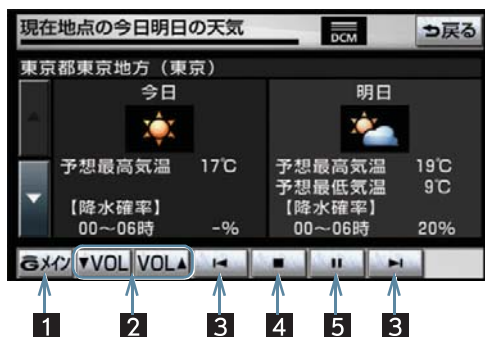 現在地点の今日明日の天気
DCM
戻る
東京都東京地方（東京）
今日
明日
予想最高気温 17℃
【降水確率】
00～06時 -%
予想最高気温 19℃
予想最低気温 9℃
【降水確率】
00～06時 20%
Gメイン ▼VOL VOL▲
1 2 3 4 5 3